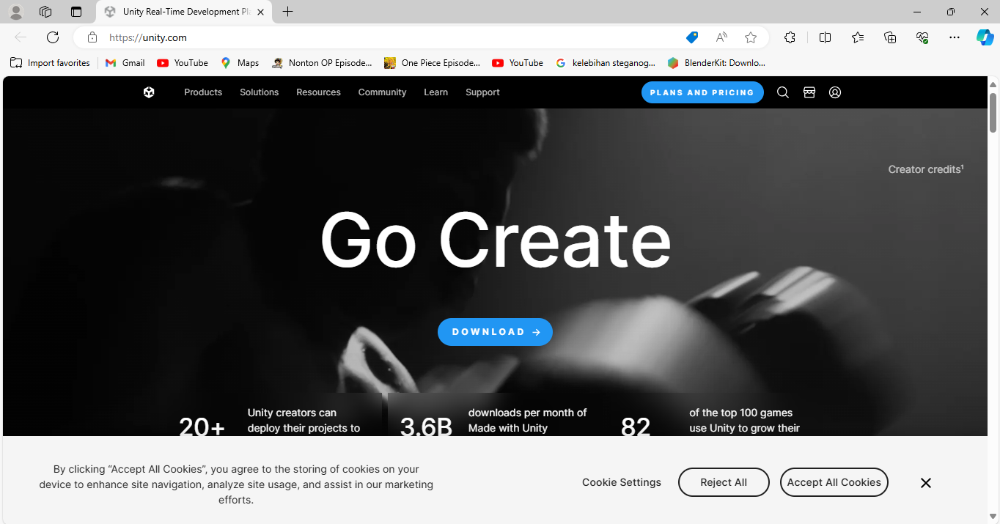 Unity Real-Time Development Pla
https://unity.com
Import favorites
Gmail
YouTube
Maps
Nonton OP Episode...
One Piece Episode...
YouTube
kelebihan steganog...
BlenderKit: Downlo...
Products
Solutions
Resources
Community
Learn
Support
PLANS AND PRICING
Creator credits¹
Go Create
DOWNLOAD →
20+
Unity creators can
deploy their projects to
3.6B
downloads per month of
Made with Unity
82
of the top 100 games
use Unity to grow their
By clicking “Accept All Cookies”, you agree to the storing of cookies on your
device to enhance site navigation, analyze site usage, and assist in our marketing
efforts.
Cookie Settings
Reject All
Accept All Cookies